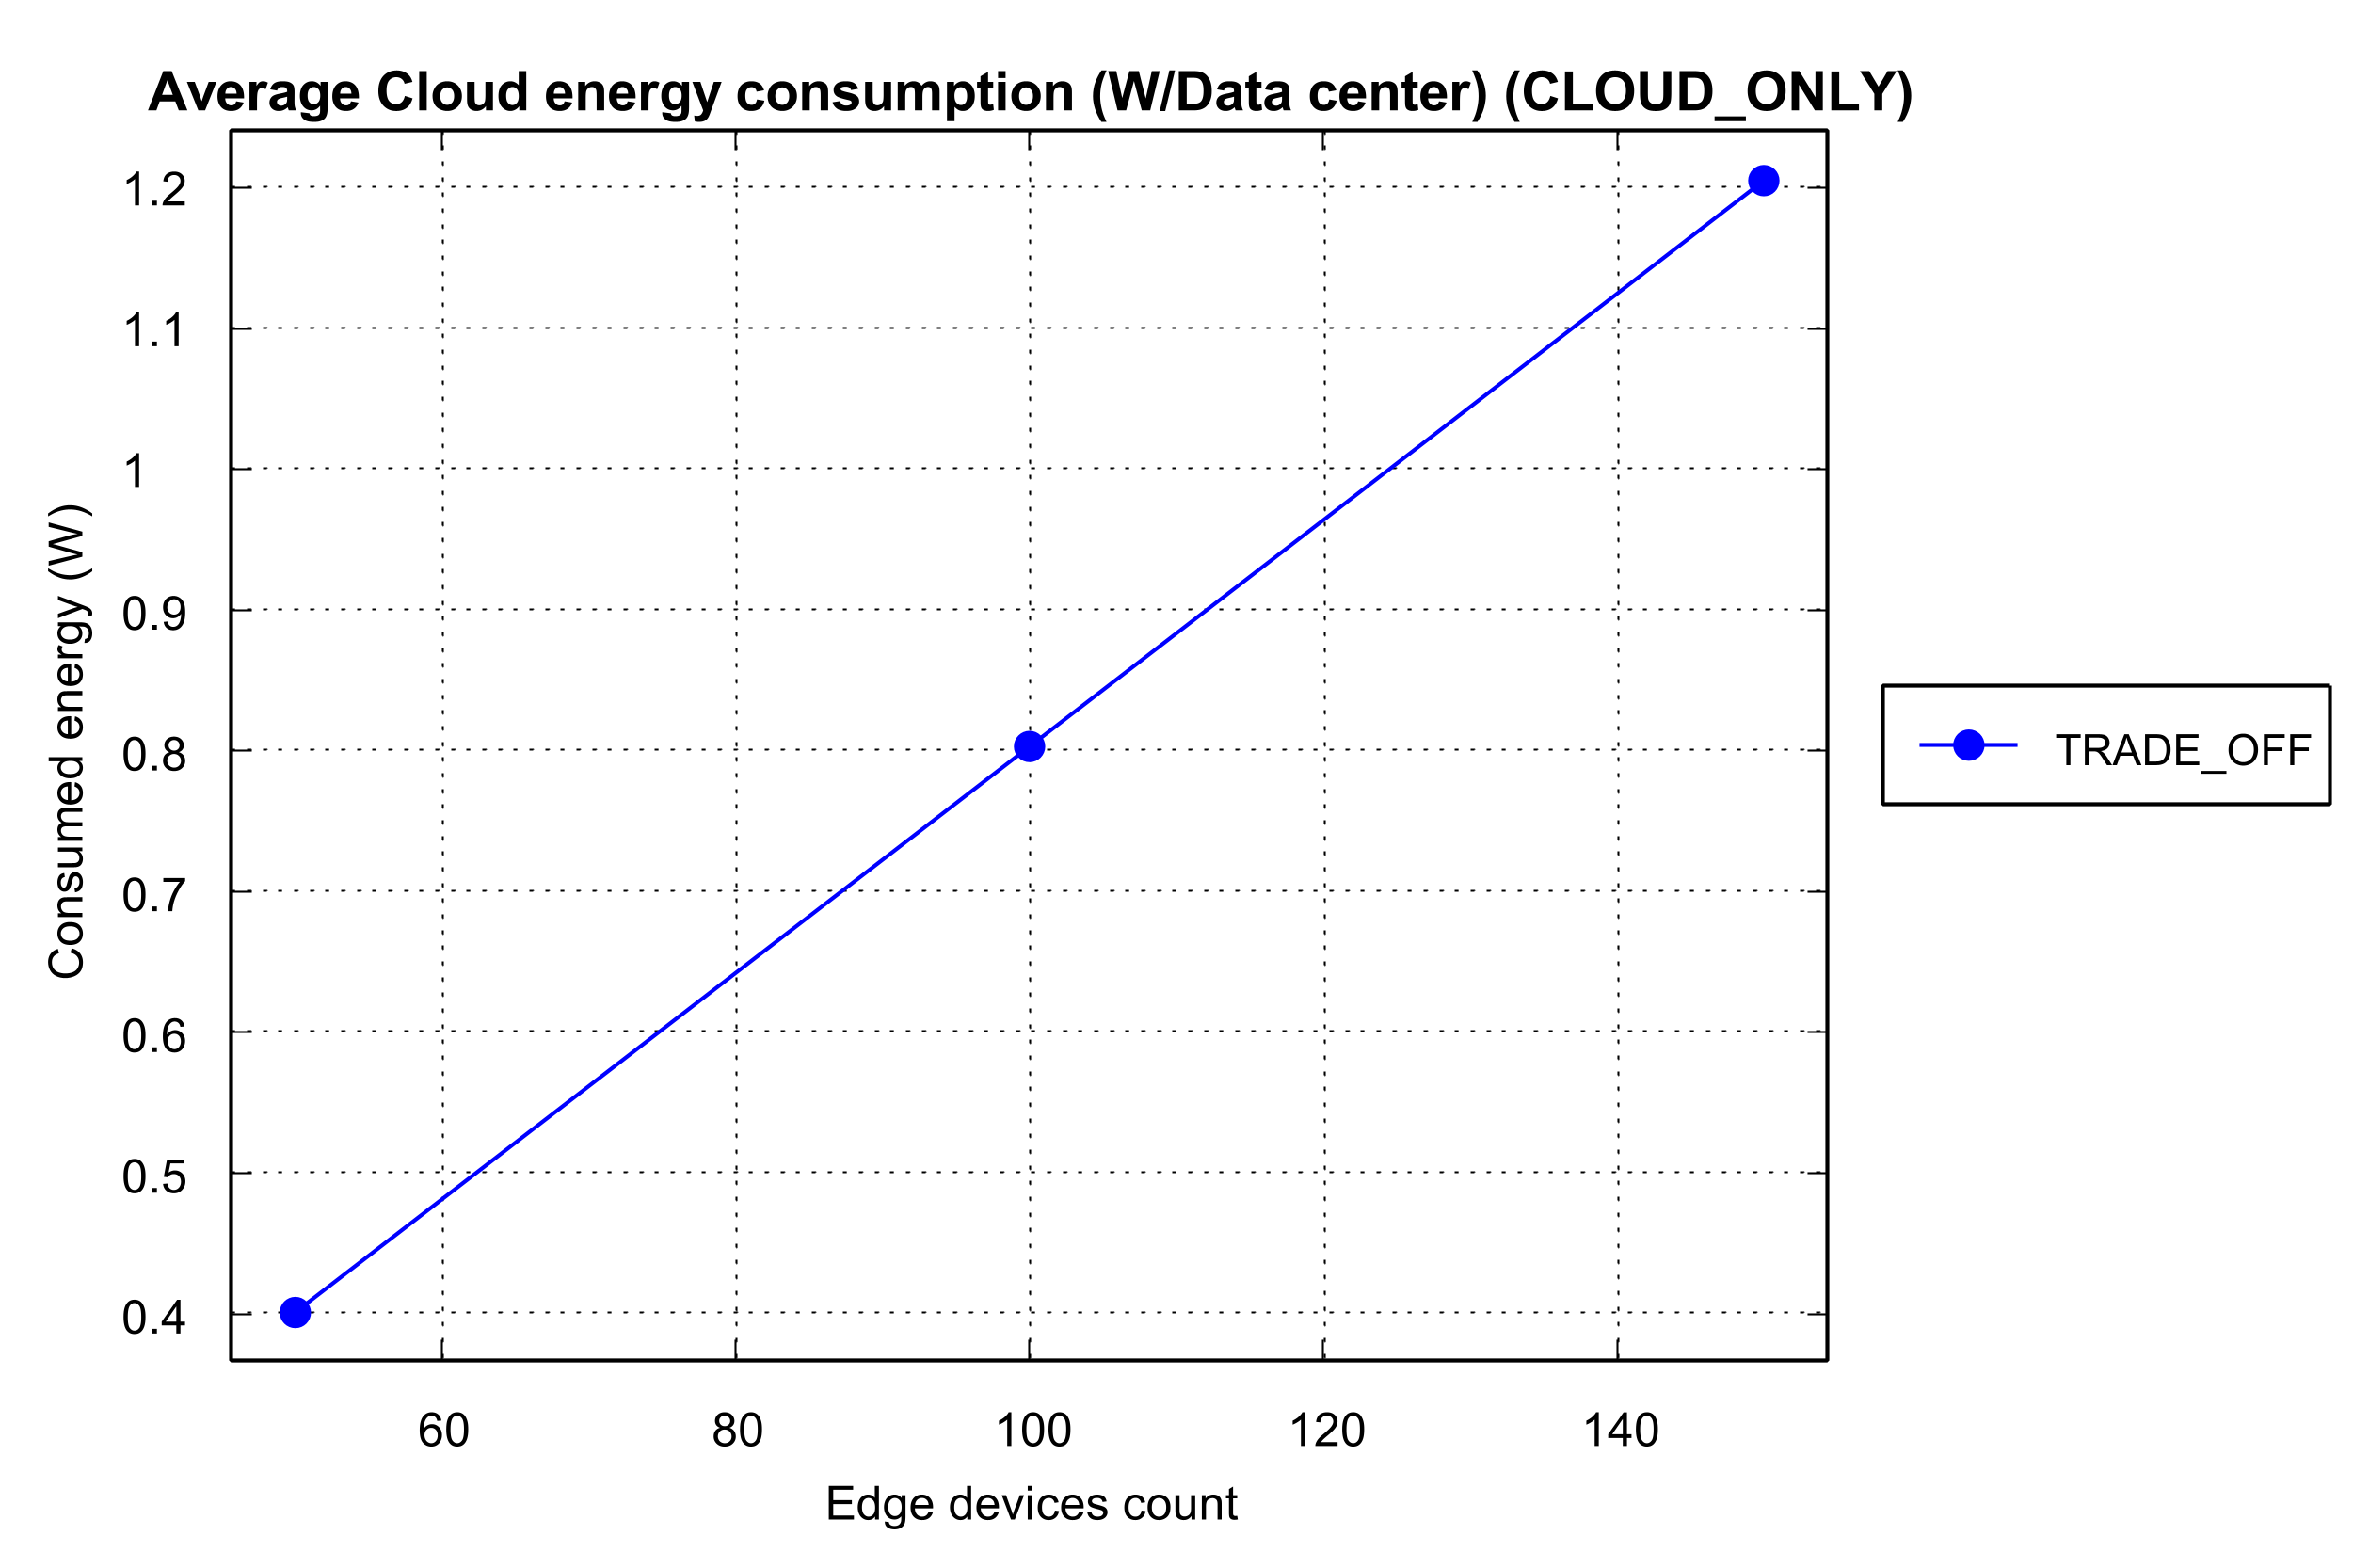 Average Cloud energy consumption (W/Data center) (CLOUD_ONLY)
1.2
1.1
1
0.9
0.8
0.7
0.6
0.5
0.4
Consumed energy (W)
60 80 100 120 140
Edge devices count
TRADE_OFF